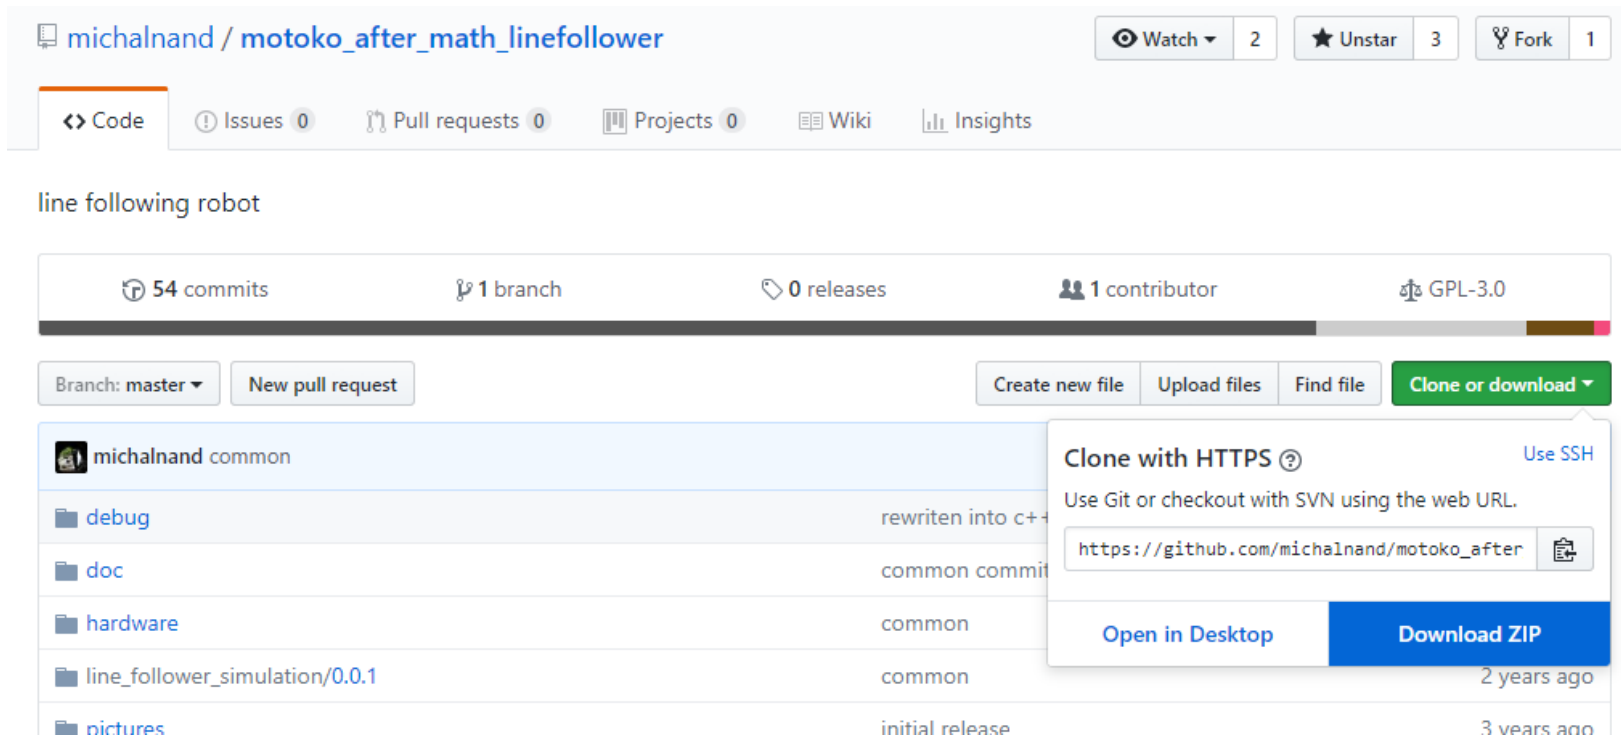 michalnand / motoko_after_math_linefollower Watch 2 Unstar 3 Fork 1
Code Issues 0 Pull requests 0 Projects 0 Wiki Insights
line following robot
54 commits 1 branch 0 releases 1 contributor GPL-3.0
Branch: master New pull request Create new file Upload files Find file Clone or download
michalnand common
Clone with HTTPS Use SSH
Use Git or checkout with SVN using the web URL.
https://github.com/michalnand/motoko_after
Open in Desktop Download ZIP
debug rewriten into c++
doc common commit
hardware common
line_follower_simulation/0.0.1 common 2 years ago
pictures initial release 3 years ago